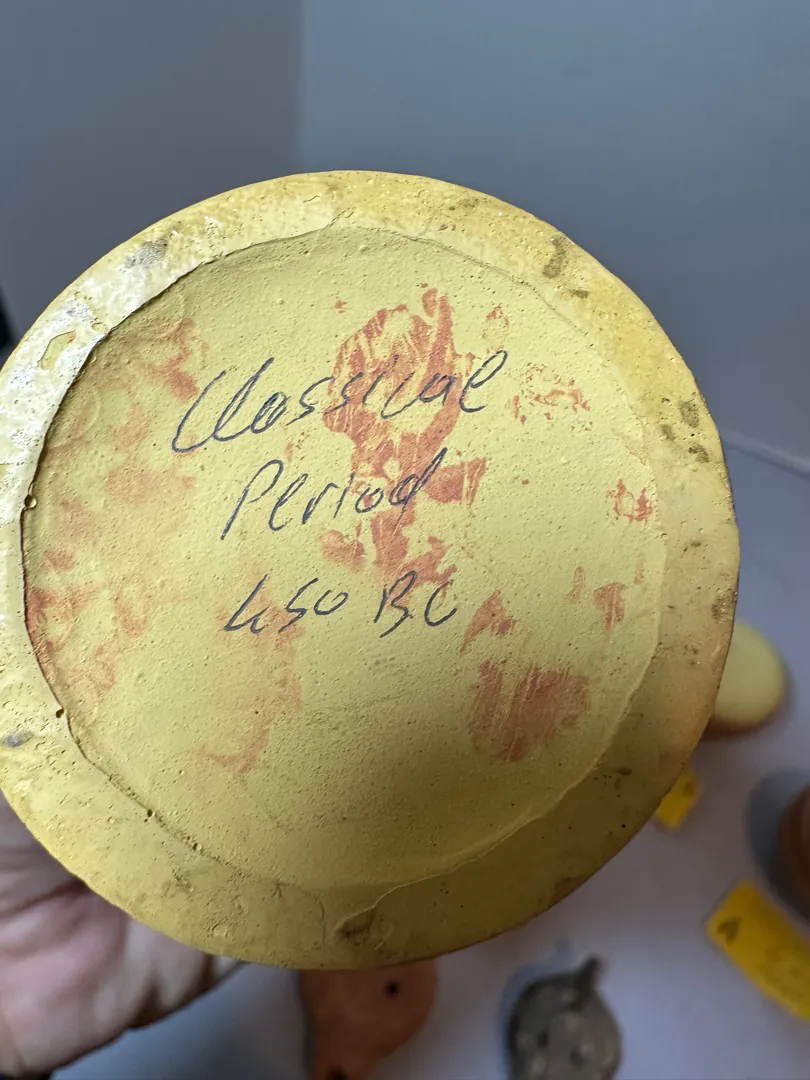 Classical
Period
450 BC